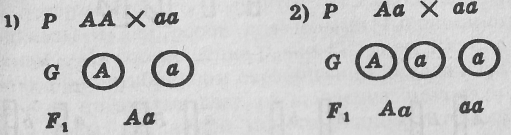 1) P AA × aa
G A a
F₁ Aa
2) P Aa × aa
G A a a
F₁ Aa aa